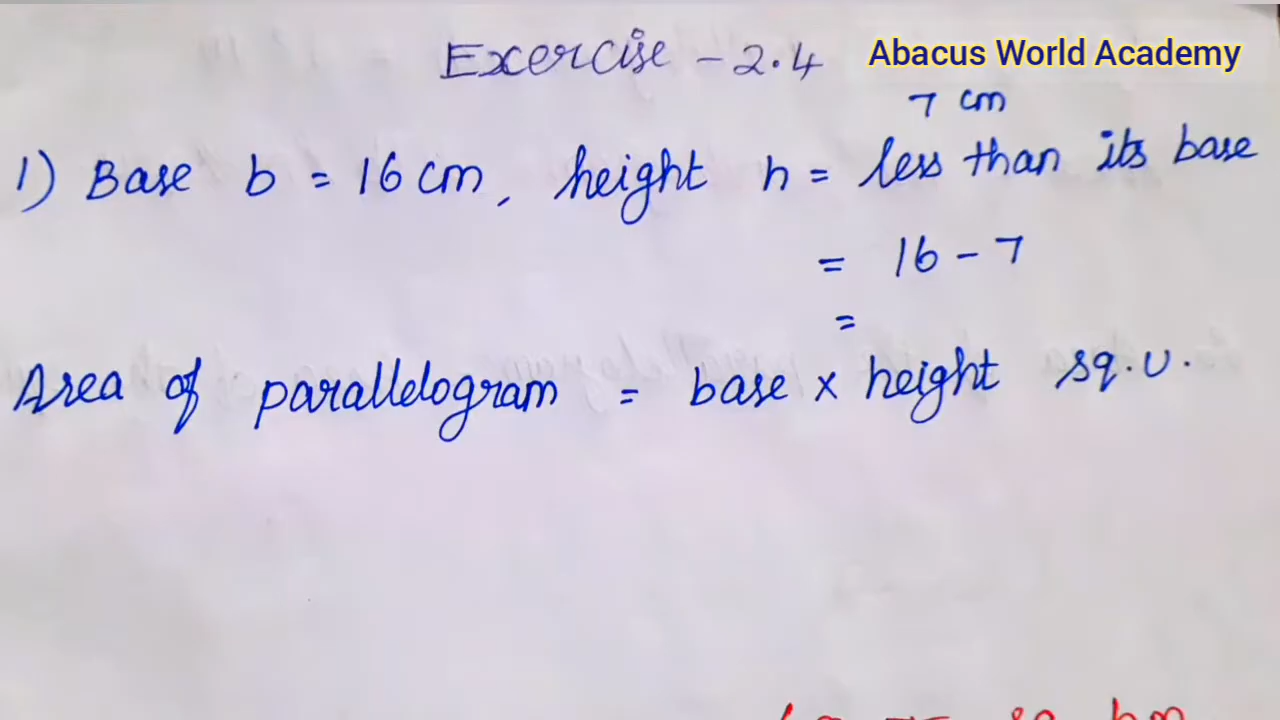 Exercise - 2.4
Abacus World Academy
7 cm
1) Base b = 16 cm, height h = less than its base
= 16 - 7
=
Area of parallelogram = base × height sq.u.